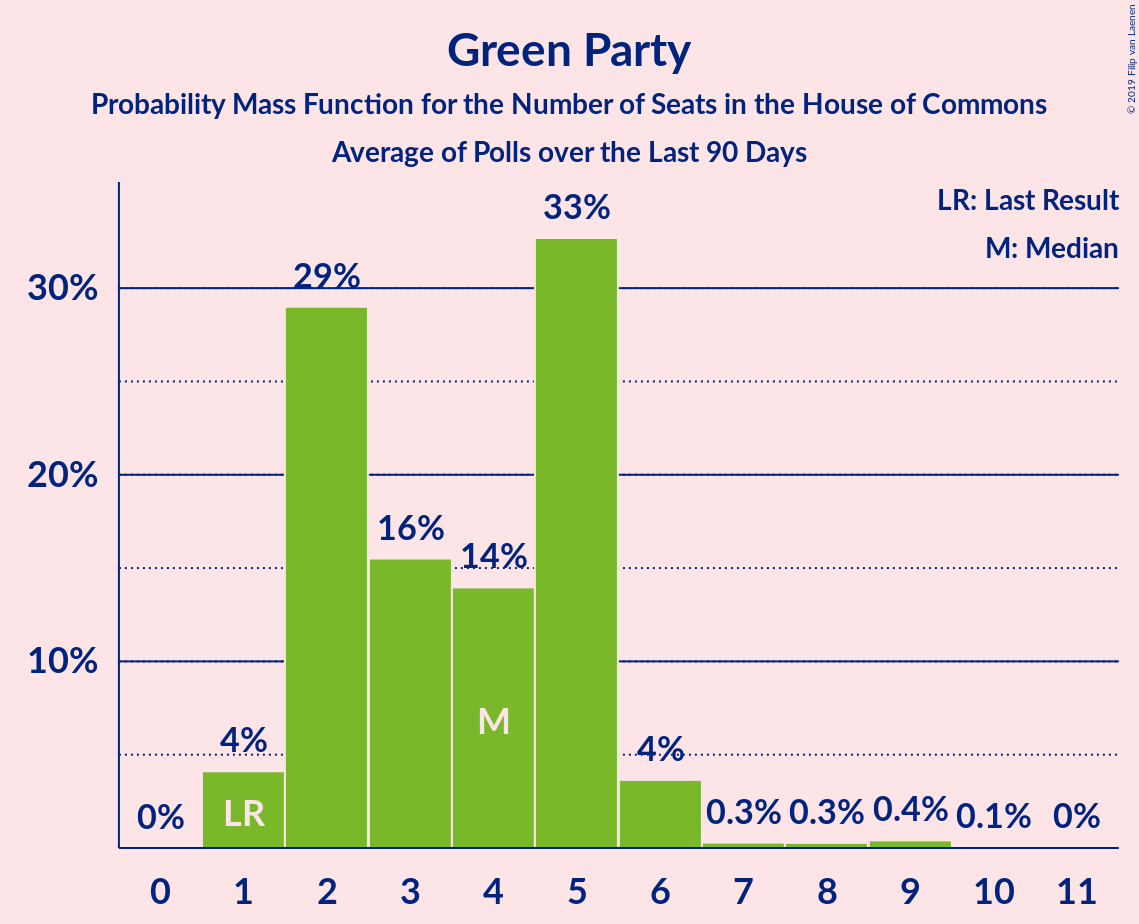 Green Party
Probability Mass Function for the Number of Seats in the House of Commons
Average of Polls over the Last 90 Days
© 2019 Filip van Laenen
LR: Last Result
M: Median
30%
20%
10%
0%
4%
29%
16%
14%
33%
4%
0.3%
0.3%
0.4%
0.1%
0%
LR
M
0 1 2 3 4 5 6 7 8 9 10 11